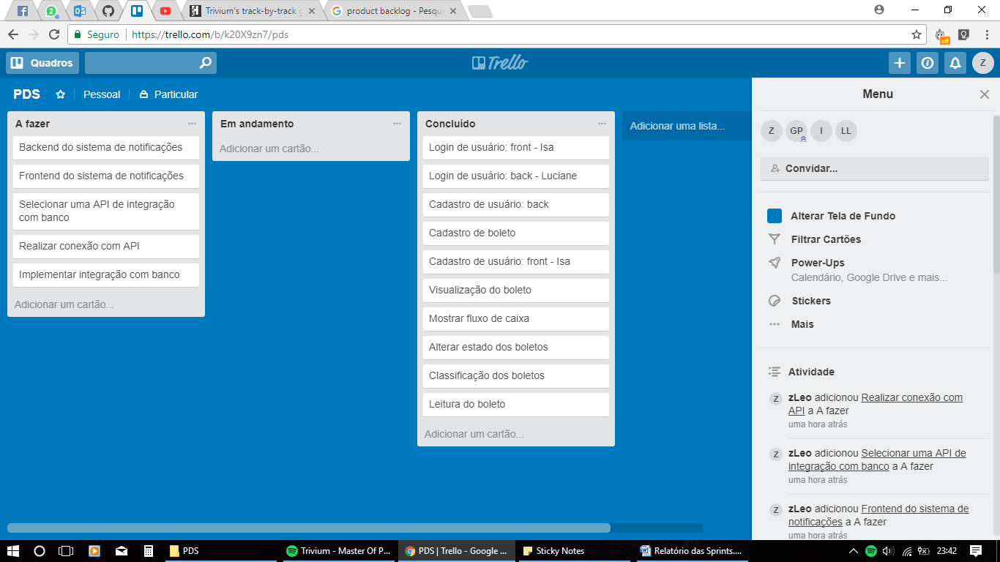 2
Trivium's track-by-track g
product backlog - Pesqu
Seguro
https://trello.com/b/k20X9zn7/pds
off
Quadros
Trello
Z
PDS
Pessoal
Particular
A fazer
Backend do sistema de notificações
Frontend do sistema de notificações
Selecionar uma API de integração
com banco
Realizar conexão com API
Implementar integração com banco
Adicionar um cartão...
Em andamento
Adicionar um cartão...
Concluído
Login de usuário: front - Isa
Login de usuário: back - Luciane
Cadastro de usuário: back
Cadastro de boleto
Cadastro de usuário: front - Isa
Visualização do boleto
Mostrar fluxo de caixa
Alterar estado dos boletos
Classificação dos boletos
Leitura do boleto
Adicionar um cartão...
Adicionar uma lista...
Menu
Z GP I LL
Convidar...
Alterar Tela de Fundo
Filtrar Cartões
Power-Ups
Calendário, Google Drive e mais...
Stickers
Mais
Atividade
Z
zLeo adicionou Realizar conexão com
API a A fazer
uma hora atrás
Z
zLeo adicionou Selecionar uma API de
integração com banco a A fazer
uma hora atrás
Z
zLeo adicionou Frontend do sistema de
notificações a A fazer
uma hora atrás
PDS
Trivium - Master Of P...
PDS | Trello - Google ...
Sticky Notes
Relatório das Sprints....
23:42